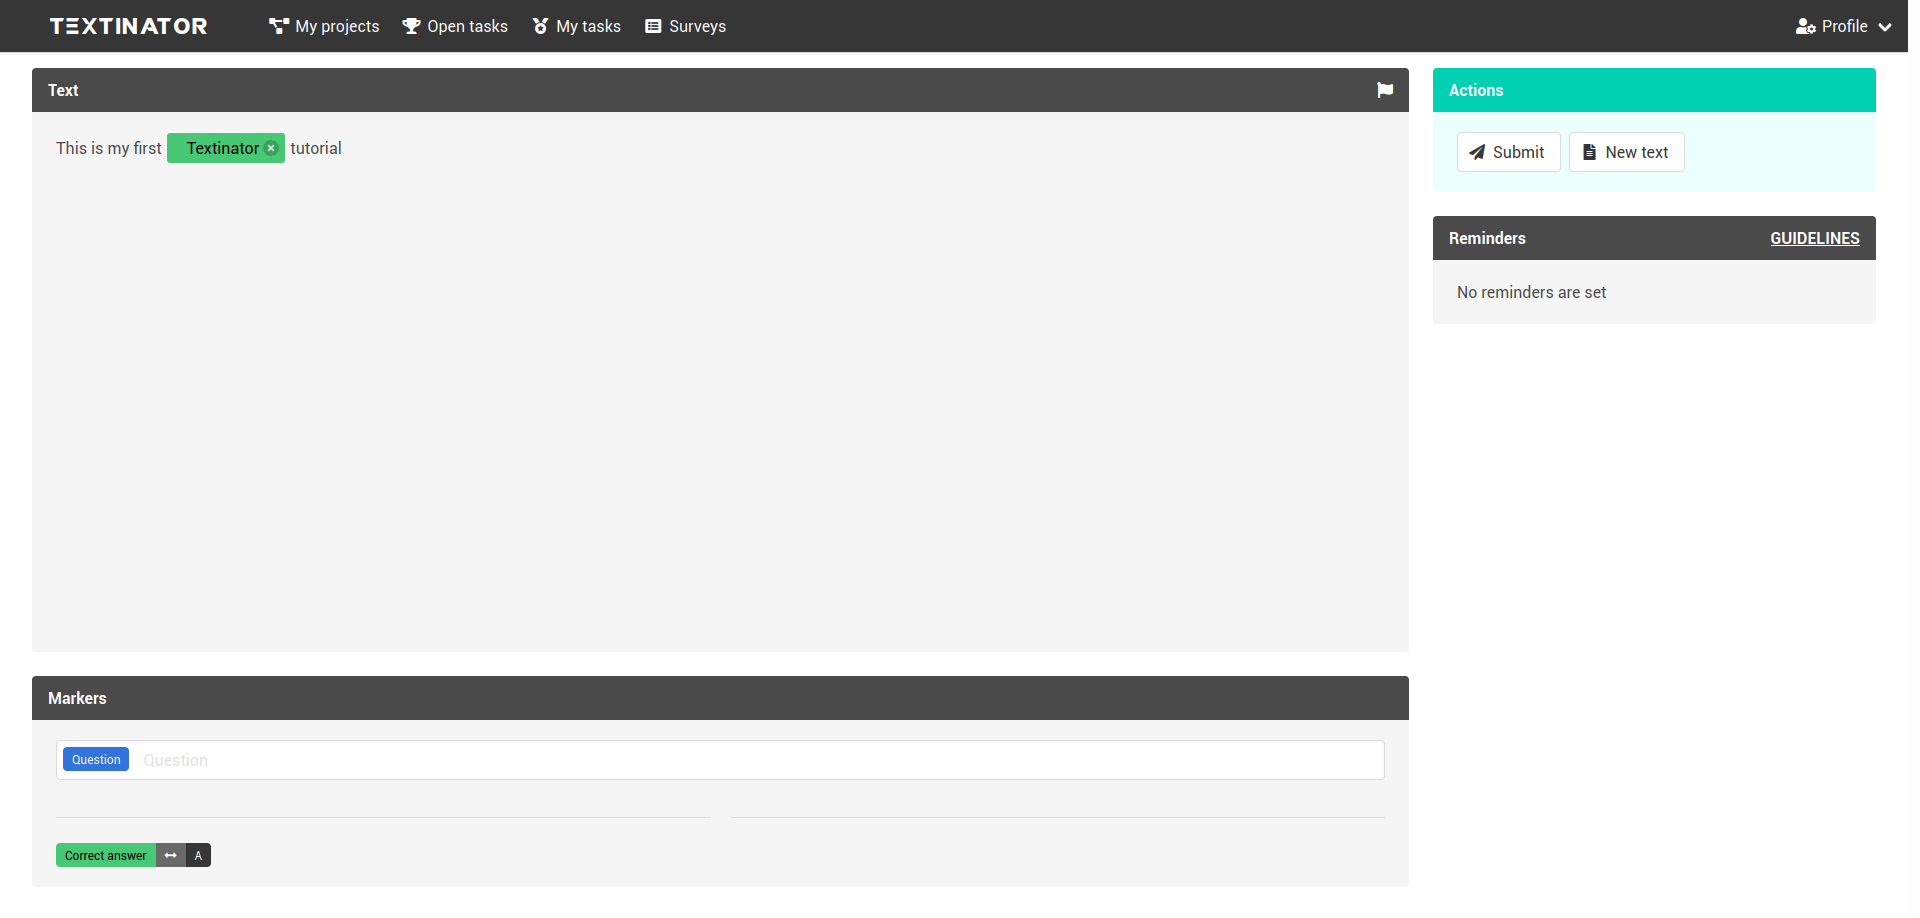 TEXTINATOR My projects Open tasks My tasks Surveys Profile
Text
This is my first Textinator tutorial
Actions
Submit New text
Reminders GUIDELINES
No reminders are set
Markers
Question Question
Correct answer A